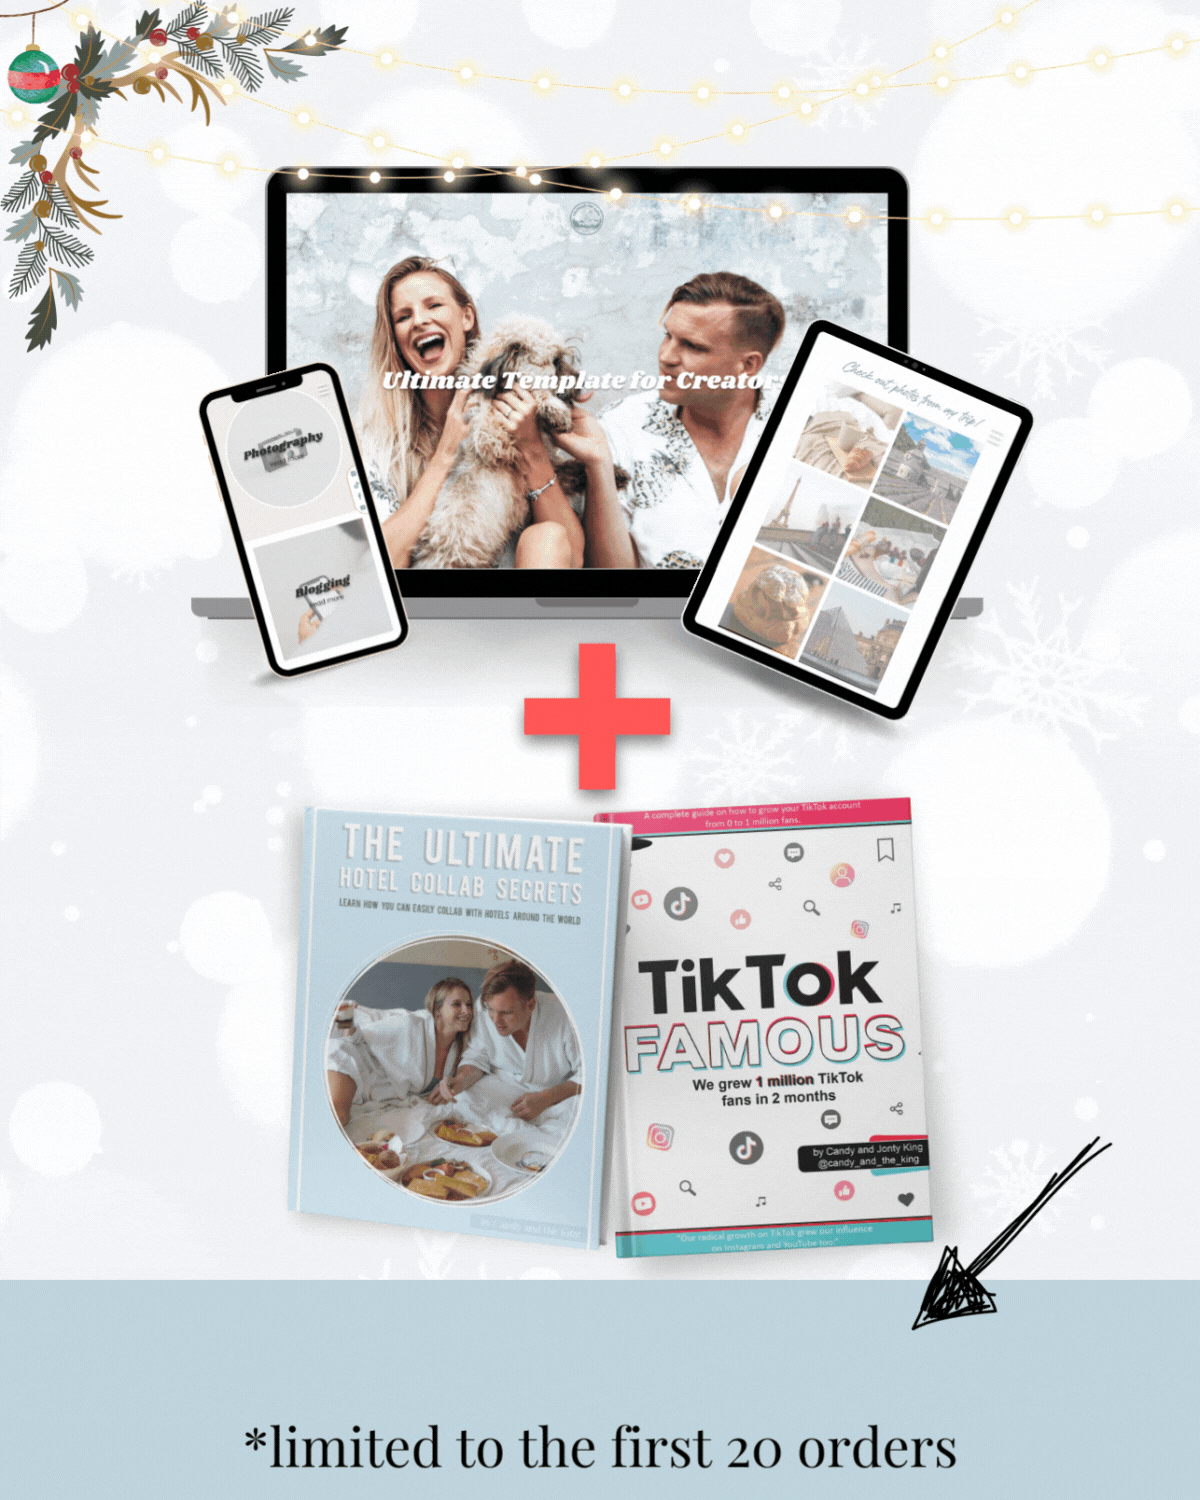 Ultimate Template for Creators
Photography
read more
Blogging
read more
Check out photos from my trip!
THE ULTIMATE
HOTEL COLLAB SECRETS
LEARN HOW YOU CAN EASILY COLLAB WITH HOTELS AROUND THE WORLD
A complete guide on how to grow your TikTok account
from 0 to 1 million fans.
TikTok
FAMOUS
We grew 1 million TikTok
fans in 2 months
by Candy and Jonty King
@candy_and_the_king
"Our radical growth on TikTok grew our influence
on Instagram and YouTube too!"
*limited to the first 20 orders